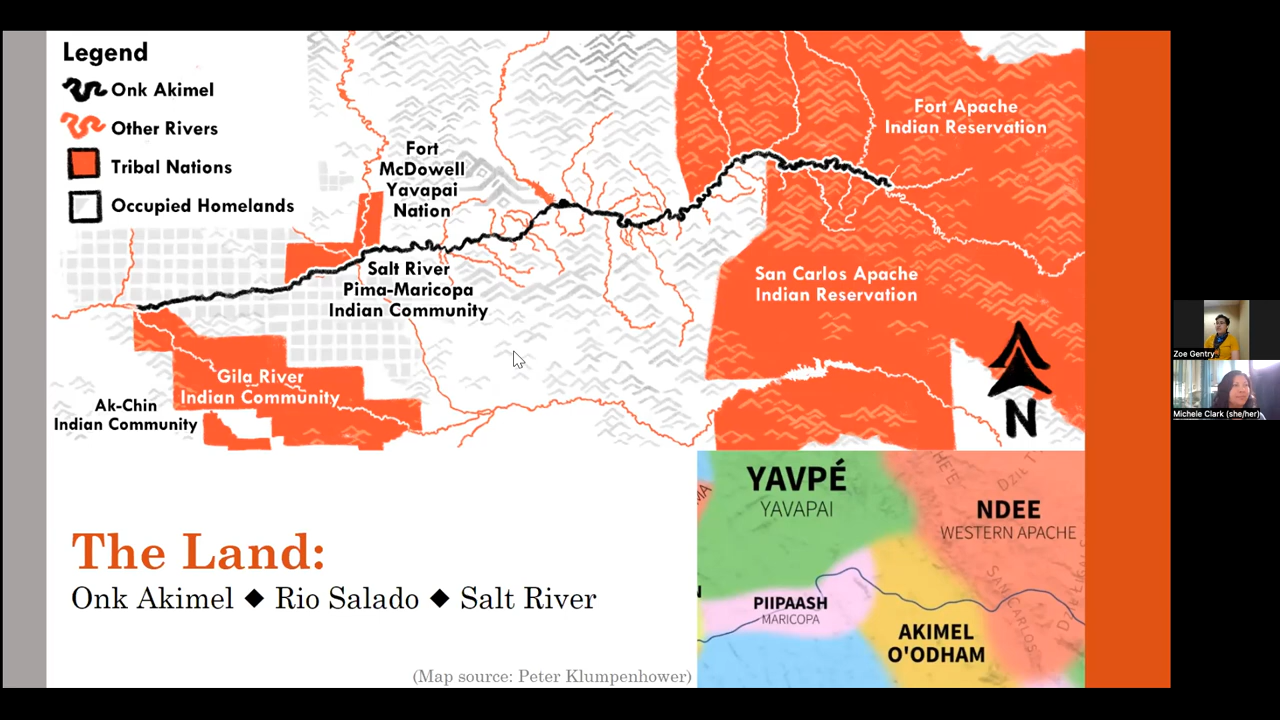 Legend
Onk Akimel
Other Rivers
Tribal Nations
Occupied Homelands
Fort
McDowell
Yavapai
Nation
Fort Apache
Indian Reservation
Salt River
Pima-Maricopa
Indian Community
San Carlos Apache
Indian Reservation
Gila River
Indian Community
Ak-Chin
Indian Community
N
The Land:
Onk Akimel ◆ Rio Salado ◆ Salt River
(Map source: Peter Klumpenhower)
YAVPÉ
YAVAPAI
NDEE
WESTERN APACHE
PIIPAASH
MARICOPA
AKIMEL
O'ODHAM
SAN CARLOS
Zoe Gentry
Michele Clark (she/her)